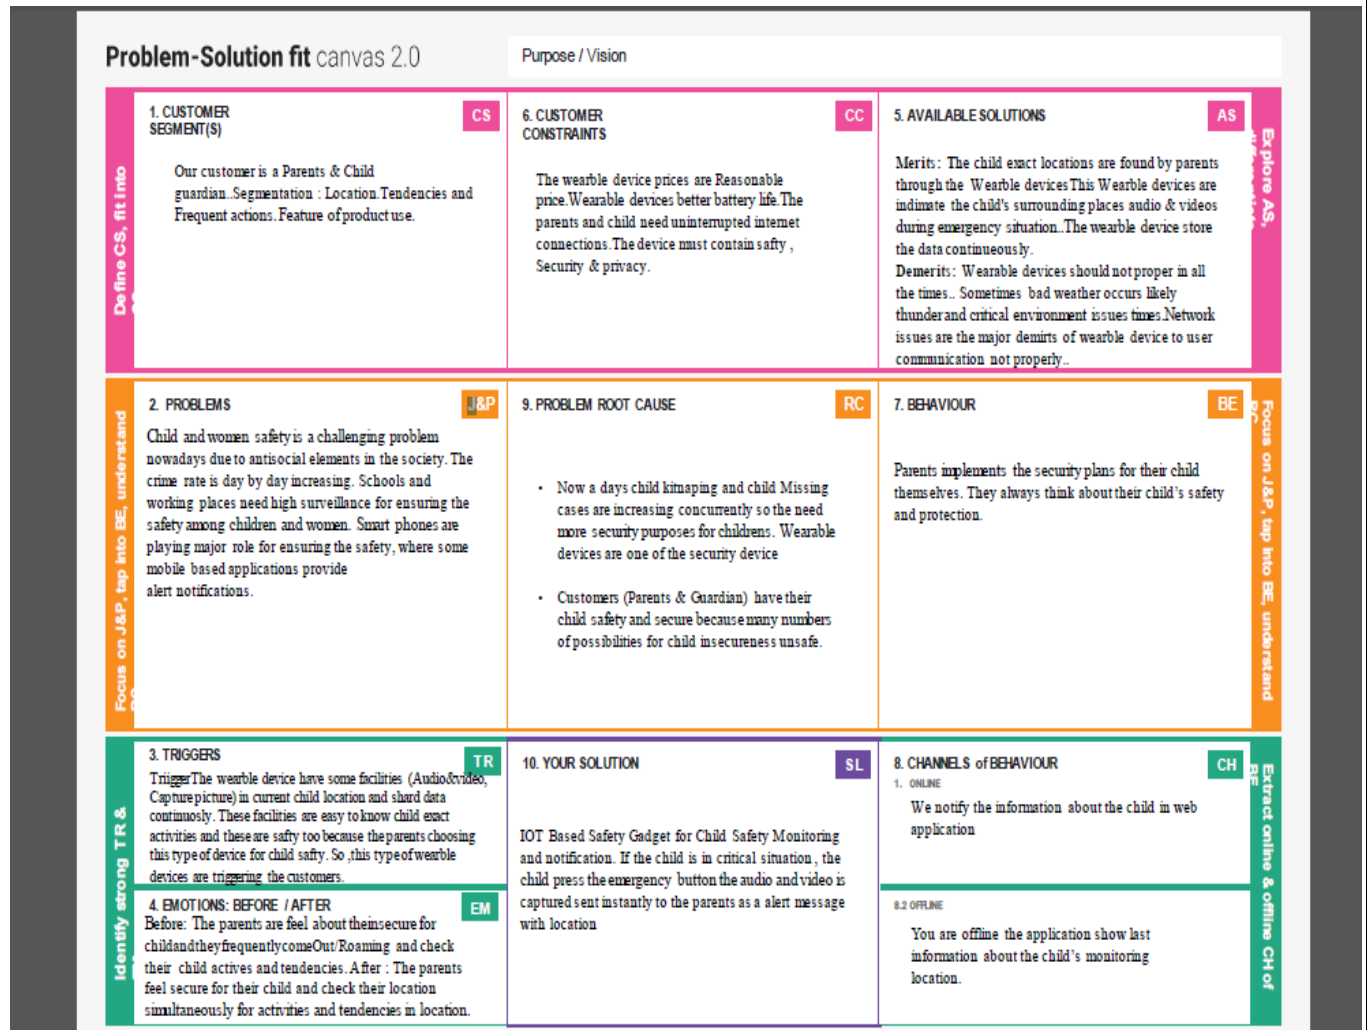 Problem-Solution fit canvas 2.0
Purpose / Vision
Define CS, fit into
1. CUSTOMER
SEGMENT(S)
CS
Our customer is a Parents & Child
guardian..Segmentation : Location.Tendencies and
Frequent actions.Feature of product use.
6. CUSTOMER
CONSTRAINTS
CC
The wearble device prices are Reasonable
price.Wearable devices better battery life.The
parents and child need uninterrupted internet
connections.The device must contain safty ,
Security & privacy.
5. AVAILABLE SOLUTIONS
AS
Merits: The child exact locations are found by parents
through the Wearble devices This Wearble devices are
indimate the child's surrounding places audio & videos
during emergency situation..The wearble device store
the data continueously.
Demerits: Wearable devices should not proper in all
the times.. Sometimes bad weather occurs likely
thunder and critical environment issues times.Network
issues are the major demirts of wearble device to user
communication not properly..
Explore AS,
Focus on J&P, tap into BE, understand
2. PROBLEMS
J&P
Child and women safety is a challenging problem
nowadays due to antisocial elements in the society. The
crime rate is day by day increasing. Schools and
working places need high surveillance for ensuring the
safety among children and women. Smart phones are
playing major role for ensuring the safety, where some
mobile based applications provide
alert notifications.
9. PROBLEM ROOT CAUSE
RC
• Now a days child kitnaping and child Missing
cases are increasing concurrently so the need
more security purposes for childrens. Wearable
devices are one of the security device
• Customers (Parents & Guardian) have their
child safety and secure because many numbers
of possibilities for child insecureness unsafe.
7. BEHAVIOUR
BE
Parents implements the security plans for their child
themselves. They always think about their child's safety
and protection.
Focus on J&P, tap into BE, understand
Identify strong TR &
3. TRIGGERS
TR
TriiggerThe wearble device have some facilities (Audio&video,
Capture picture) in current child location and shard data
continuosly. These facilities are easy to know child exact
activities and these are safty too because the parents choosing
this type of device for child safty. So ,this type of wearble
devices are triggering the customers.
4. EMOTIONS: BEFORE / AFTER
EM
Before: The parents are feel about theinsecure for
childandtheyfrequentlycomeOut/Roaming and check
their child actives and tendencies. After : The parents
feel secure for their child and check their location
simultaneously for activities and tendencies in location.
10. YOUR SOLUTION
SL
IOT Based Safety Gadget for Child Safety Monitoring
and notification. If the child is in critical situation , the
child press the emergency button the audio and video is
captured sent instantly to the parents as a alert message
with location
8. CHANNELS of BEHAVIOUR
CH
1. ONLINE
We notify the information about the child in web
application
8.2 OFFLINE
You are offline the application show last
information about the child's monitoring
location.
Extract online & offline CH of